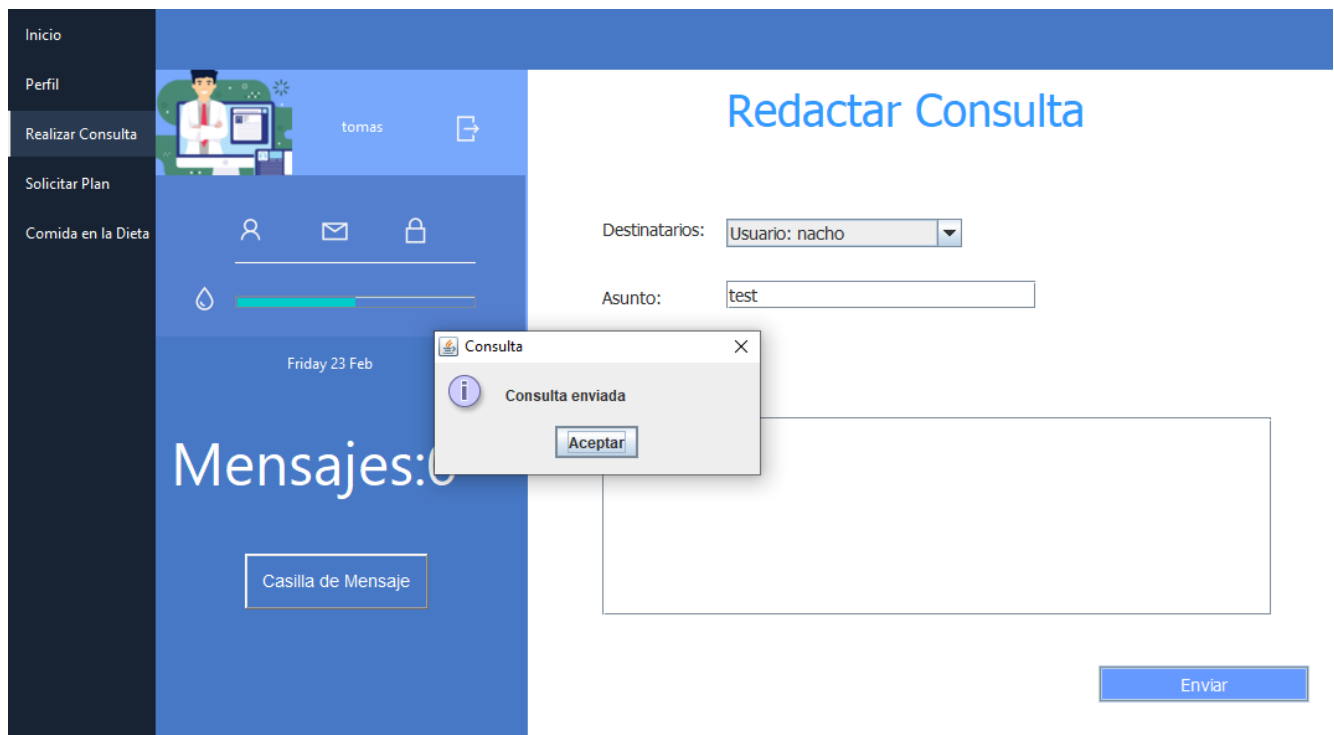 Inicio
Perfil
Realizar Consulta
Solicitar Plan
Comida en la Dieta
tomas
Friday 23 Feb
Mensajes:
Casilla de Mensaje
Redactar Consulta
Destinatarios:
Usuario: nacho
Asunto:
test
Consulta
Consulta enviada
Aceptar
Enviar